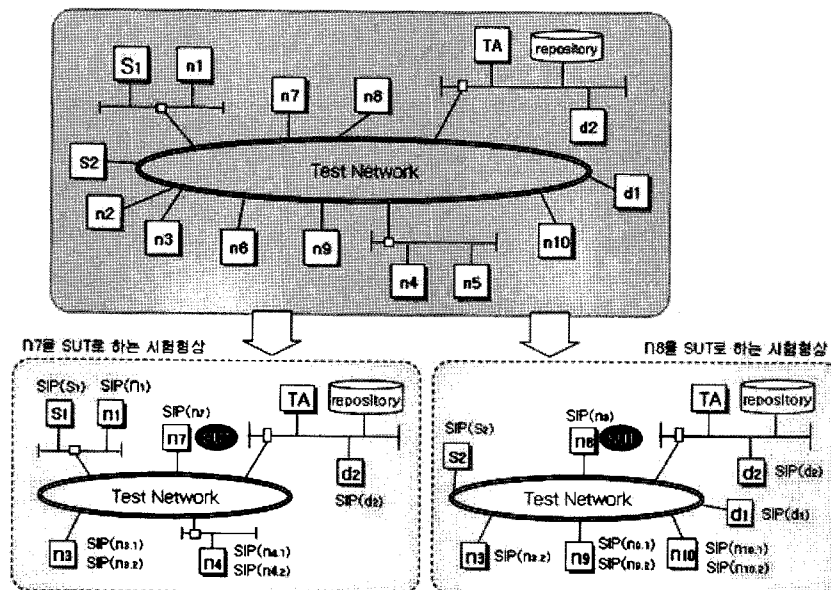 S1
n1
TA
repository
n7
n8
d2
S2
Test Network
d1
n2
n3
n6
n9
n10
n4
n5
n7을 SUT로 하는 시험형상
n8을 SUT로 하는 시험형상
SIP(S1)
SIP(n1)
S1
n1
SIP(n7)
n7
SUT
TA
repository
d2
SIP(d2)
Test Network
n3
SIP(n3.1)
SIP(n3.2)
n4
SIP(n4.1)
SIP(n4.2)
SIP(S2)
S2
SIP(n8)
n8
SUT
TA
repository
d2
SIP(d2)
Test Network
d1
SIP(d1)
n3
SIP(n3.2)
n9
SIP(n9.1)
SIP(n9.2)
n10
SIP(n10.1)
SIP(n10.2)